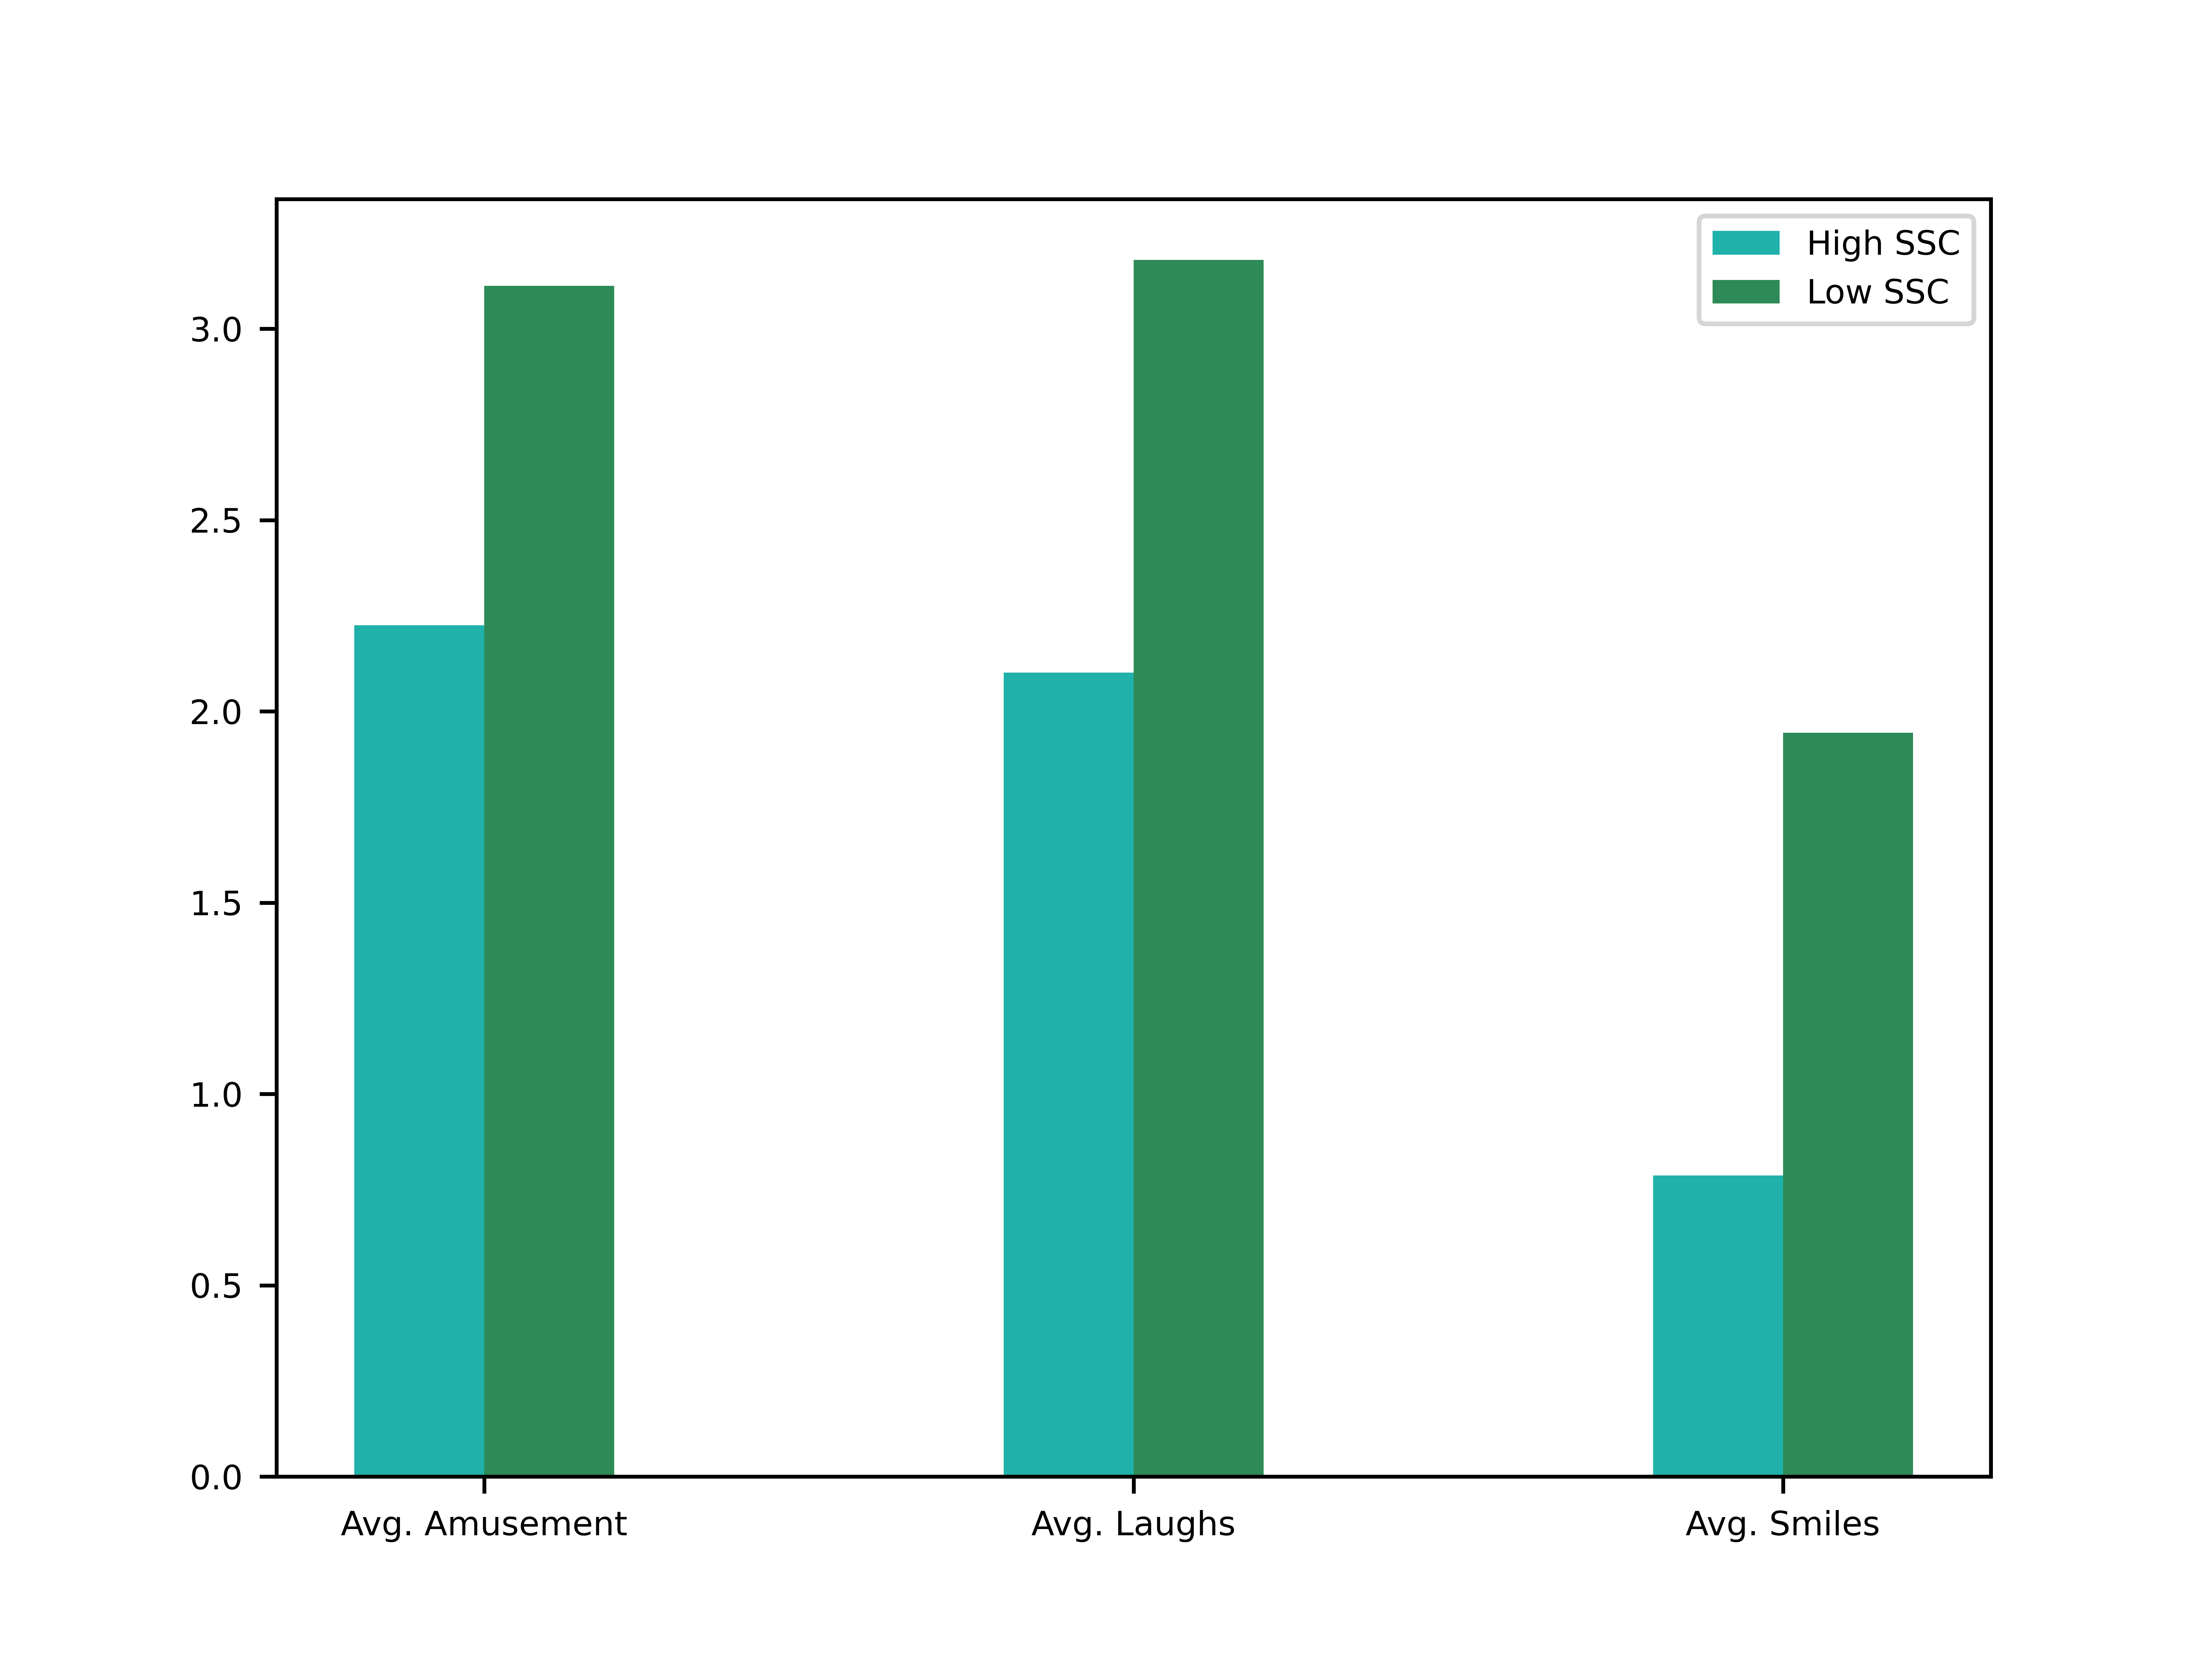 High SSC
Low SSC
3.0
2.5
2.0
1.5
1.0
0.5
0.0
Avg. Amusement
Avg. Laughs
Avg. Smiles